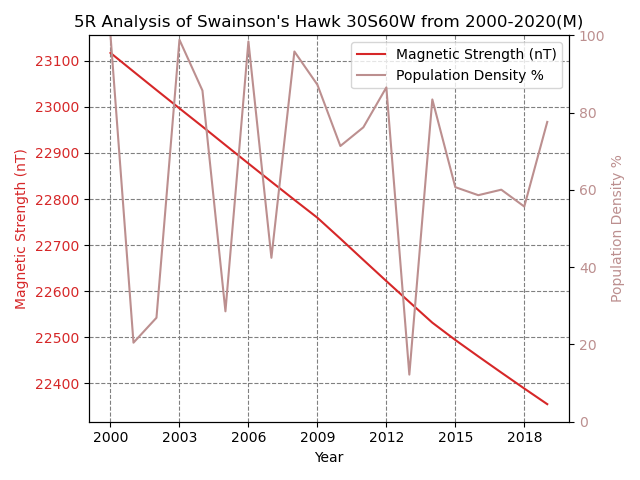 5R Analysis of Swainson's Hawk 30S60W from 2000-2020(M)
Magnetic Strength (nT)
Population Density %
23100
23000
22900
22800
22700
22600
22500
22400
Magnetic Strength (nT)
100
80
60
40
20
0
Population Density %
2000 2003 2006 2009 2012 2015 2018
Year